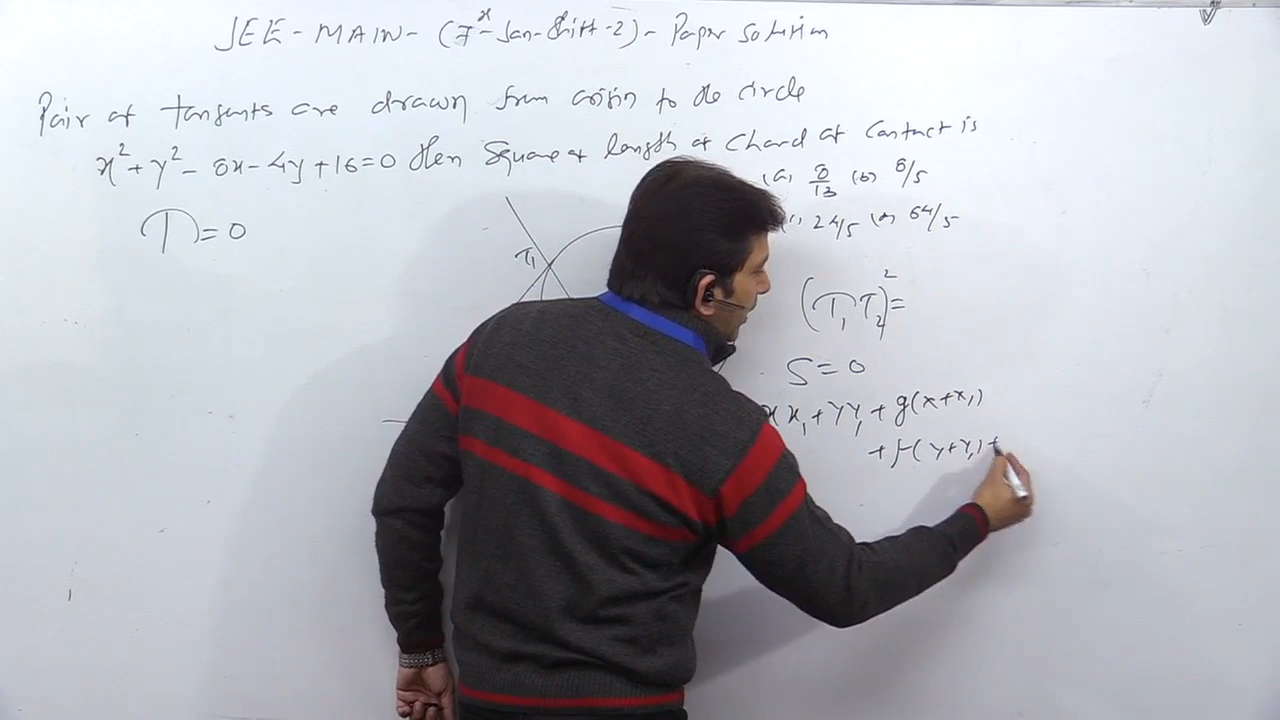 JEE-MAIN-(7-Jan-Shift-2)-Paper Solution
Pair of tangents are drawn from origin to the circle
x²+y²-8x-4y+16=0 then Square of length of Chord of Contact is
(a) 8/13 (b) 8/5
24/5 (d) 64/5
T=0
T₁
(T₁T₂)²=
S=0
x x₁+yy₁+g(x+x₁)
+f(y+y₁)+